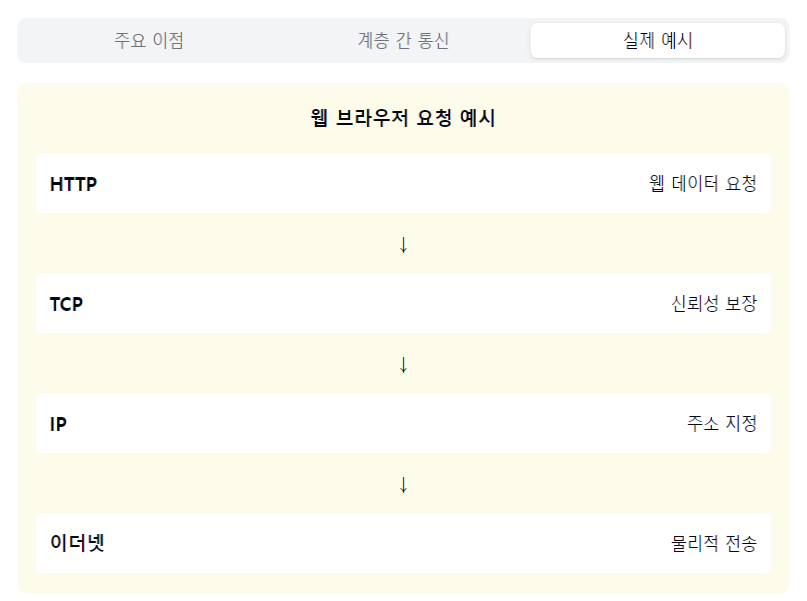 주요 이점 계층 간 통신 실제 예시
웹 브라우저 요청 예시
HTTP 웹 데이터 요청
↓
TCP 신뢰성 보장
↓
IP 주소 지정
↓
이더넷 물리적 전송